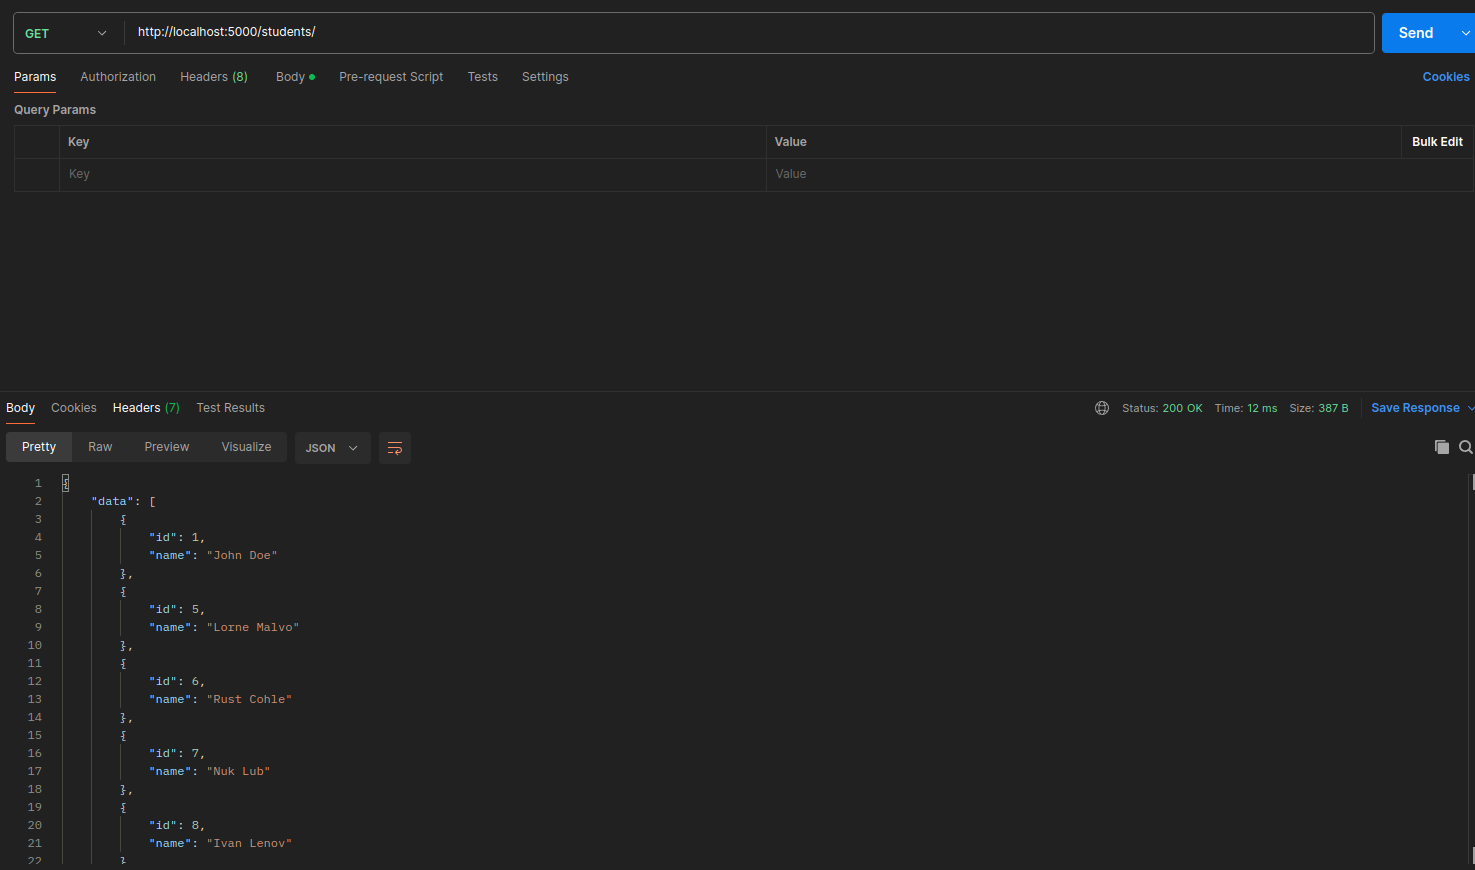 GET http://localhost:5000/students/ Send
Params Authorization Headers (8) Body Pre-request Script Tests Settings Cookies
Query Params
Key Value Bulk Edit
Key Value
Body Cookies Headers (7) Test Results Status: 200 OK Time: 12 ms Size: 387 B Save Response
Pretty Raw Preview Visualize JSON
1 {
2 "data": [
3 {
4 "id": 1,
5 "name": "John Doe"
6 },
7 {
8 "id": 5,
9 "name": "Lorne Malvo"
10 },
11 {
12 "id": 6,
13 "name": "Rust Cohle"
14 },
15 {
16 "id": 7,
17 "name": "Nuk Lub"
18 },
19 {
20 "id": 8,
21 "name": "Ivan Lenov"
22 }